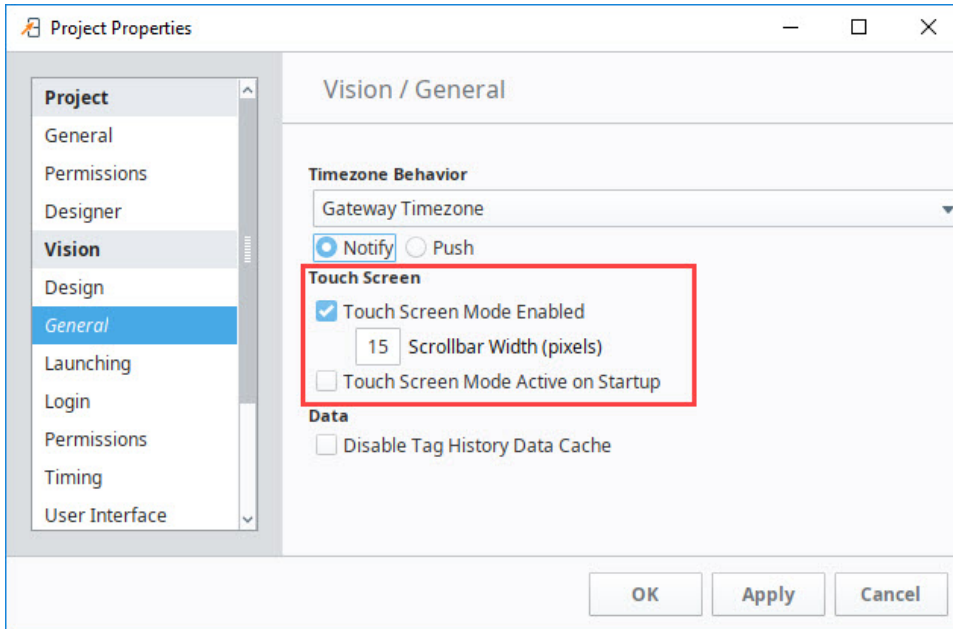 Project Properties
Project
General
Permissions
Designer
Vision
Design
General
Launching
Login
Permissions
Timing
User Interface
Vision / General
Timezone Behavior
Gateway Timezone
Notify Push
Touch Screen
Touch Screen Mode Enabled
15 Scrollbar Width (pixels)
Touch Screen Mode Active on Startup
Data
Disable Tag History Data Cache
OK Apply Cancel